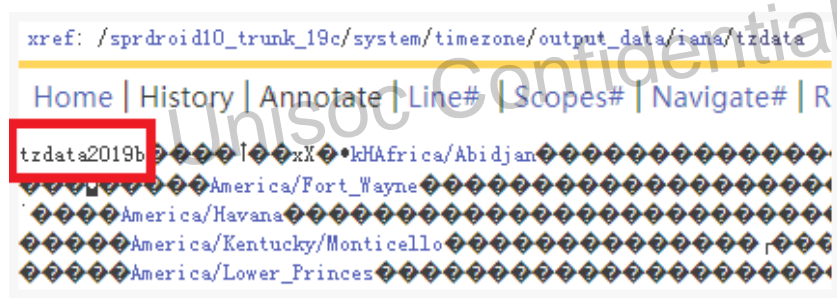 xref: /sprdroid10_trunk_19c/system/timezone/output_data/iana/tzdata
Home | History | Annotate | Line# | Scopes# | Navigate# | R
tzdata2019b���� ��xX�•kHAfrica/Abidjan����������������
���������America/Fort_Wayne�����������������
����America/Havana����������������������
�����America/Kentucky/Monticello������������������
�����America/Lower_Princes���������������������
Unisoc Confidential